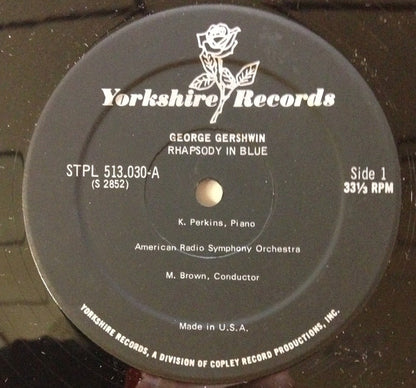 Yorkshire Records
GEORGE GERSHWIN
RHAPSODY IN BLUE
STPL 513.030-A
(S 2852)
Side 1
33⅓ RPM
K. Perkins, Piano
American Radio Symphony Orchestra
M. Brown, Conductor
Made in U.S.A.
YORKSHIRE RECORDS, A DIVISION OF COPLEY RECORD PRODUCTIONS, INC.